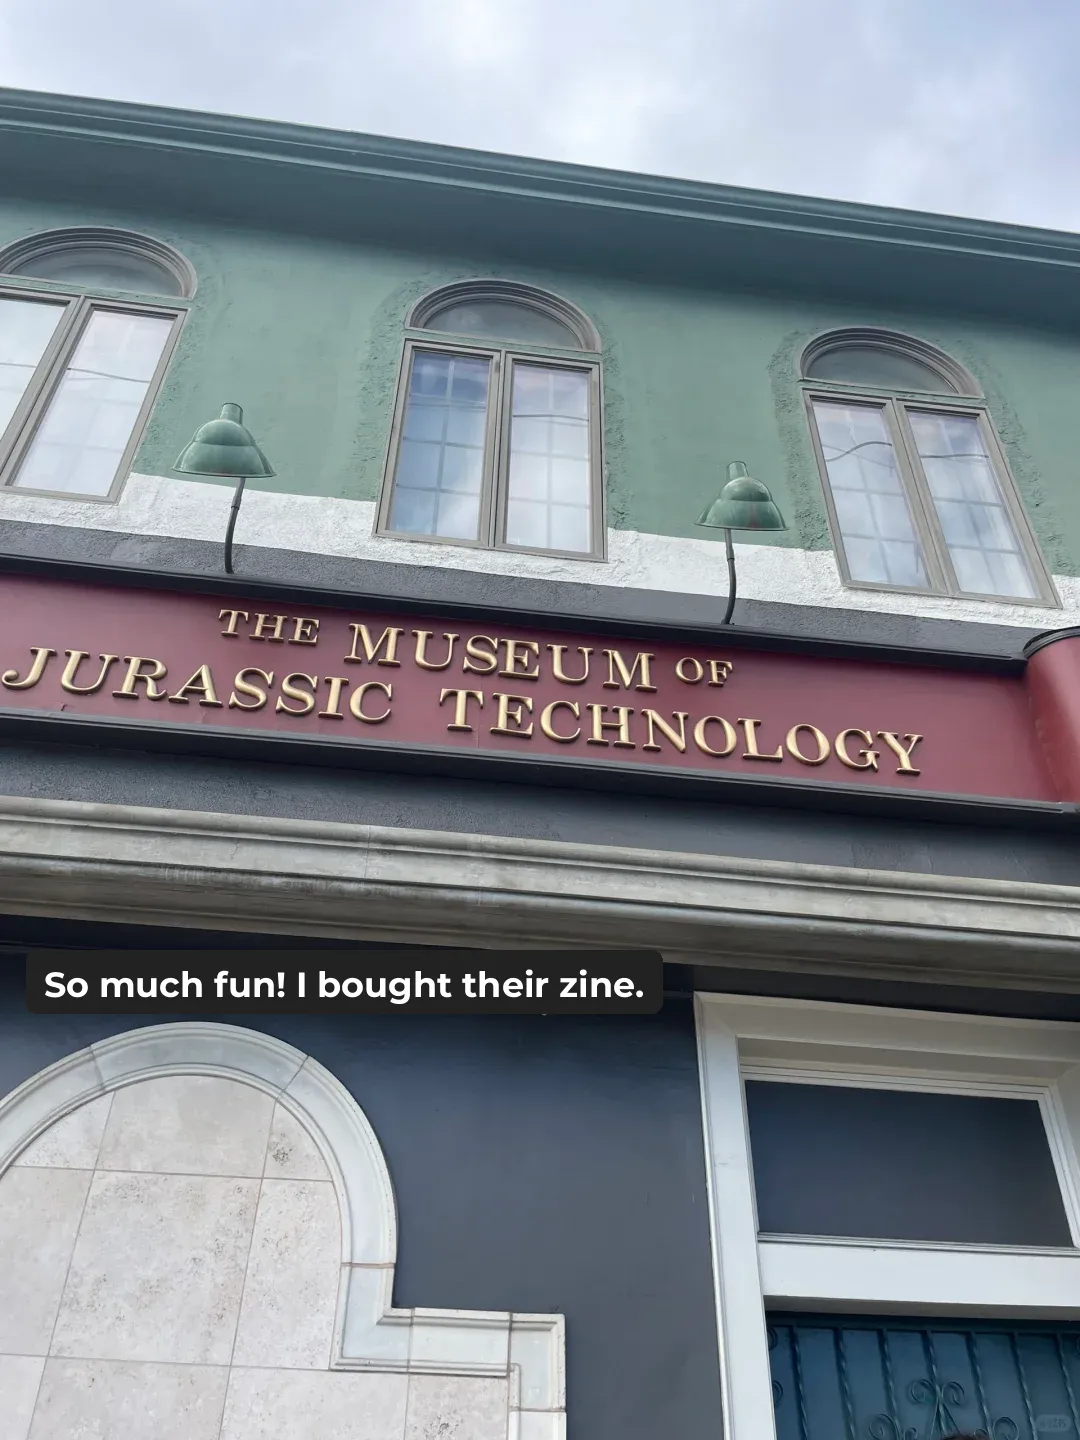 THE MUSEUM OF
JURASSIC TECHNOLOGY
So much fun! I bought their zine.